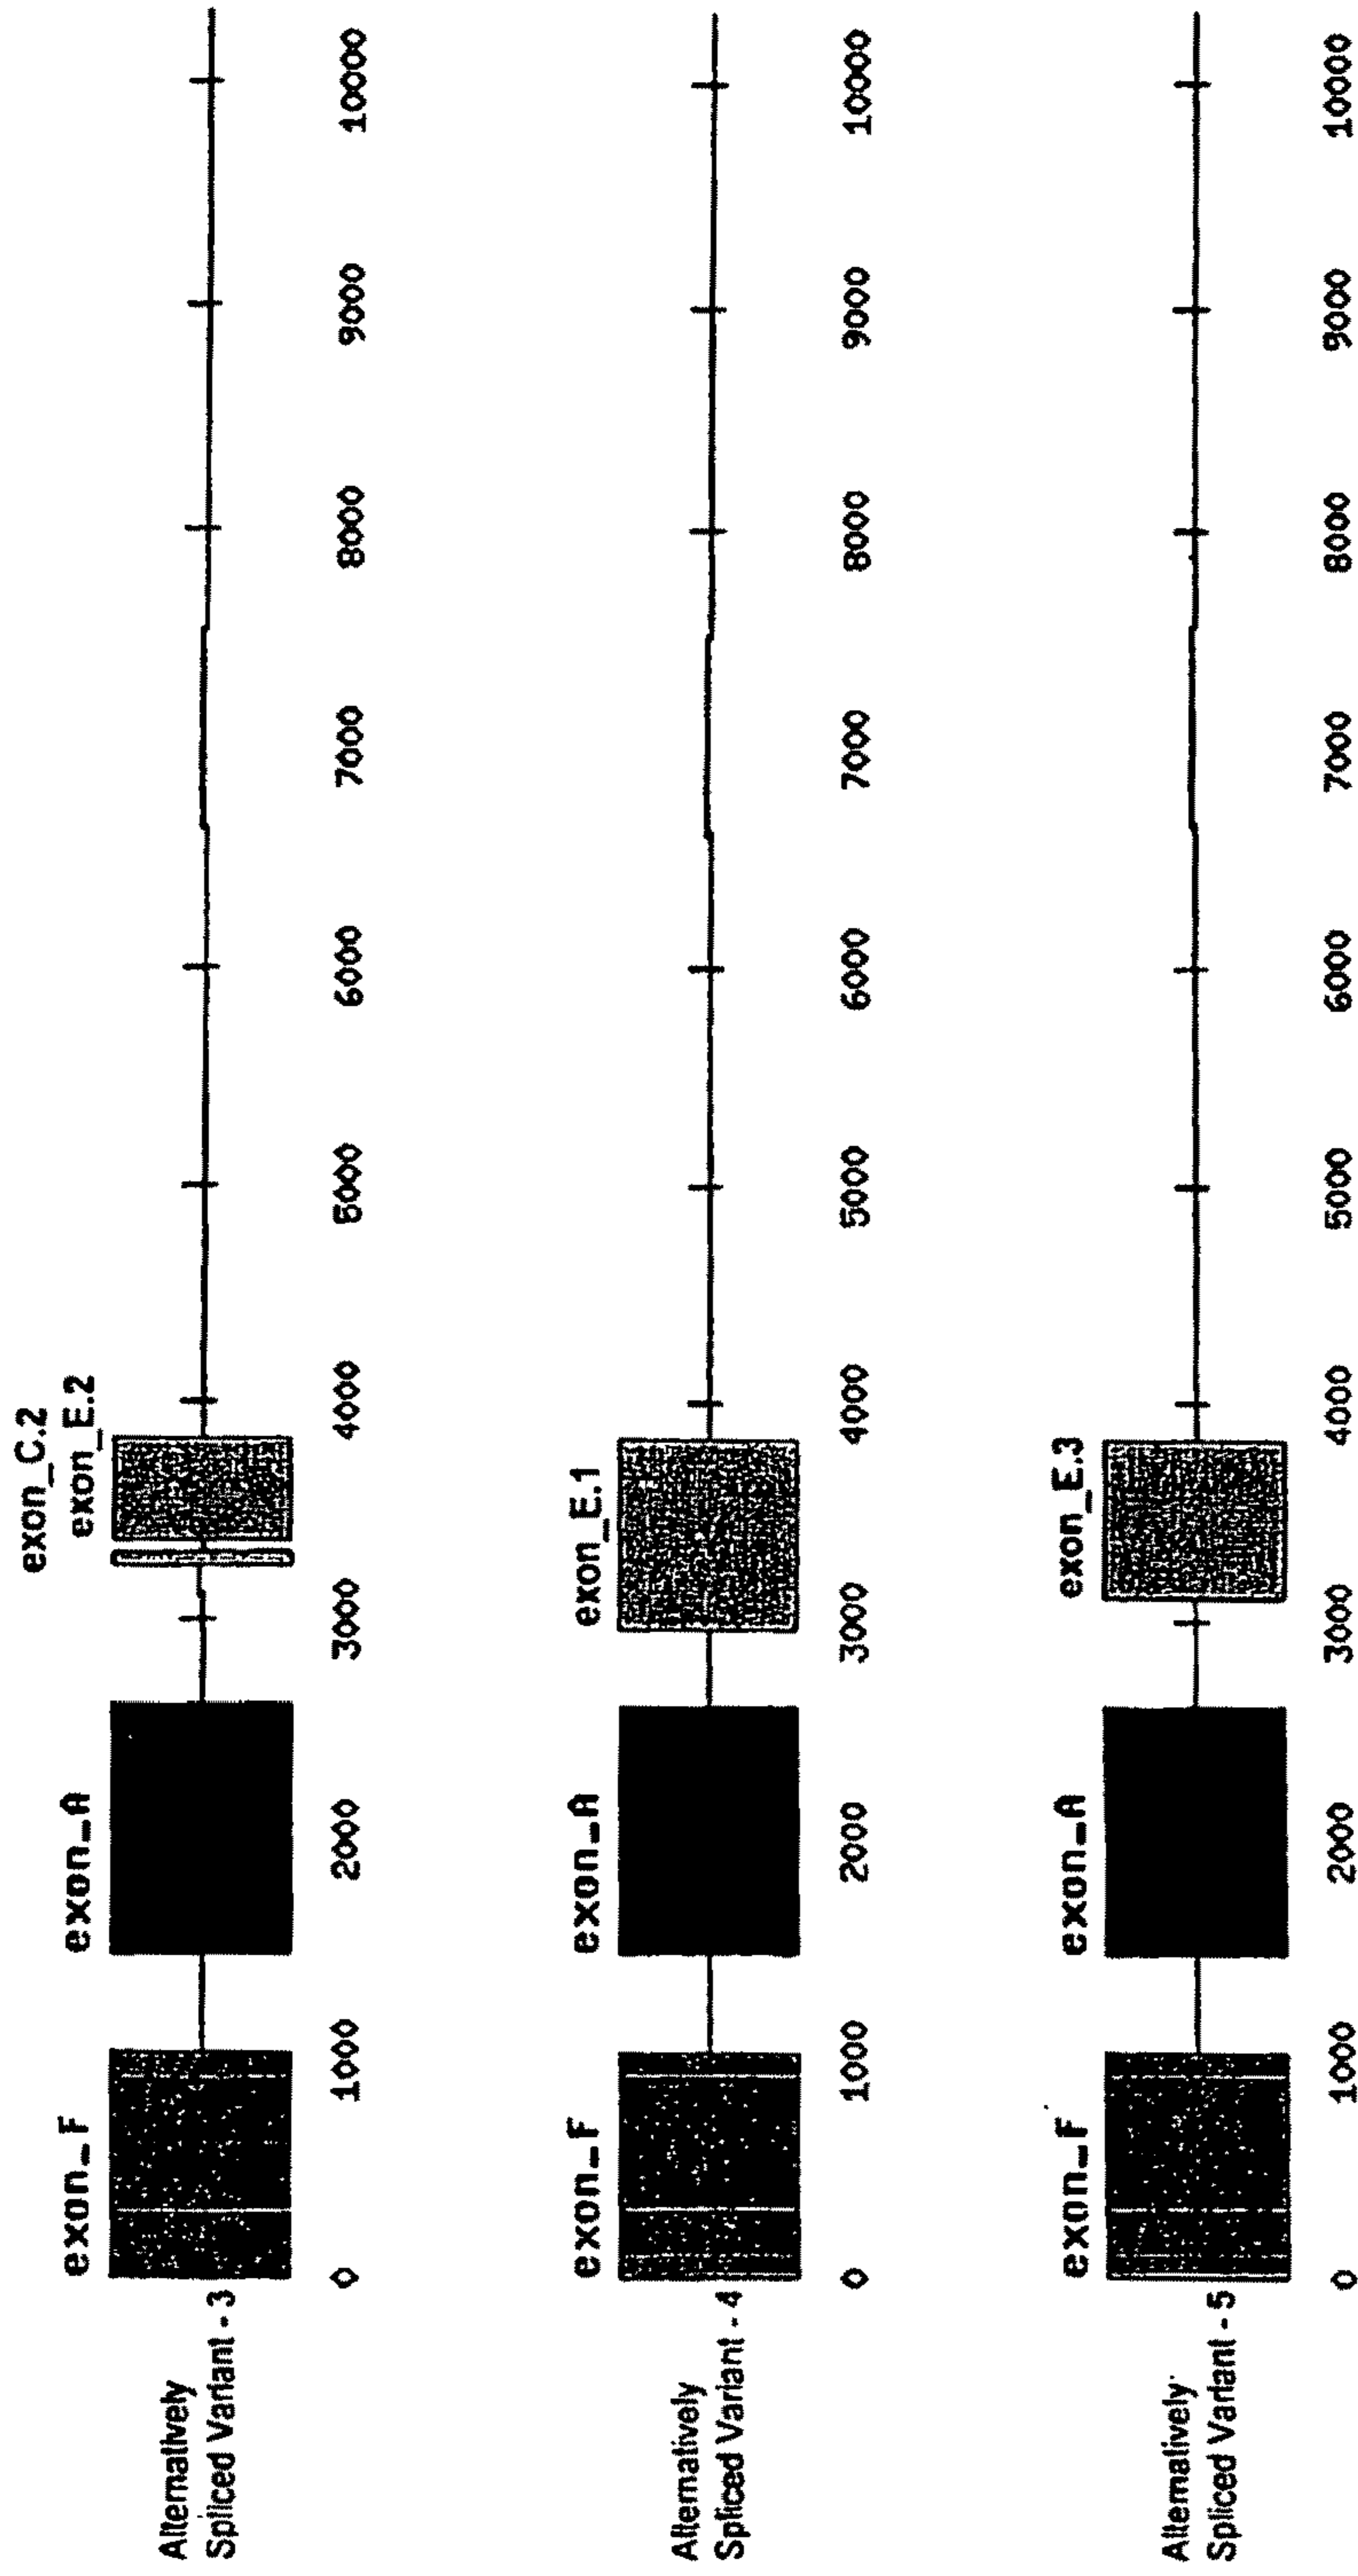 exon_C.2
exon_F exon_A exon_E.2
Alternatively
Spliced Variant - 3
0 1000 2000 3000 4000 5000 6000 7000 8000 9000 10000
exon_F exon_A exon_E.1
Alternatively
Spliced Variant - 4
0 1000 2000 3000 4000 5000 6000 7000 8000 9000 10000
exon_F exon_A exon_E.3
Alternatively
Spliced Variant - 5
0 1000 2000 3000 4000 5000 6000 7000 8000 9000 10000